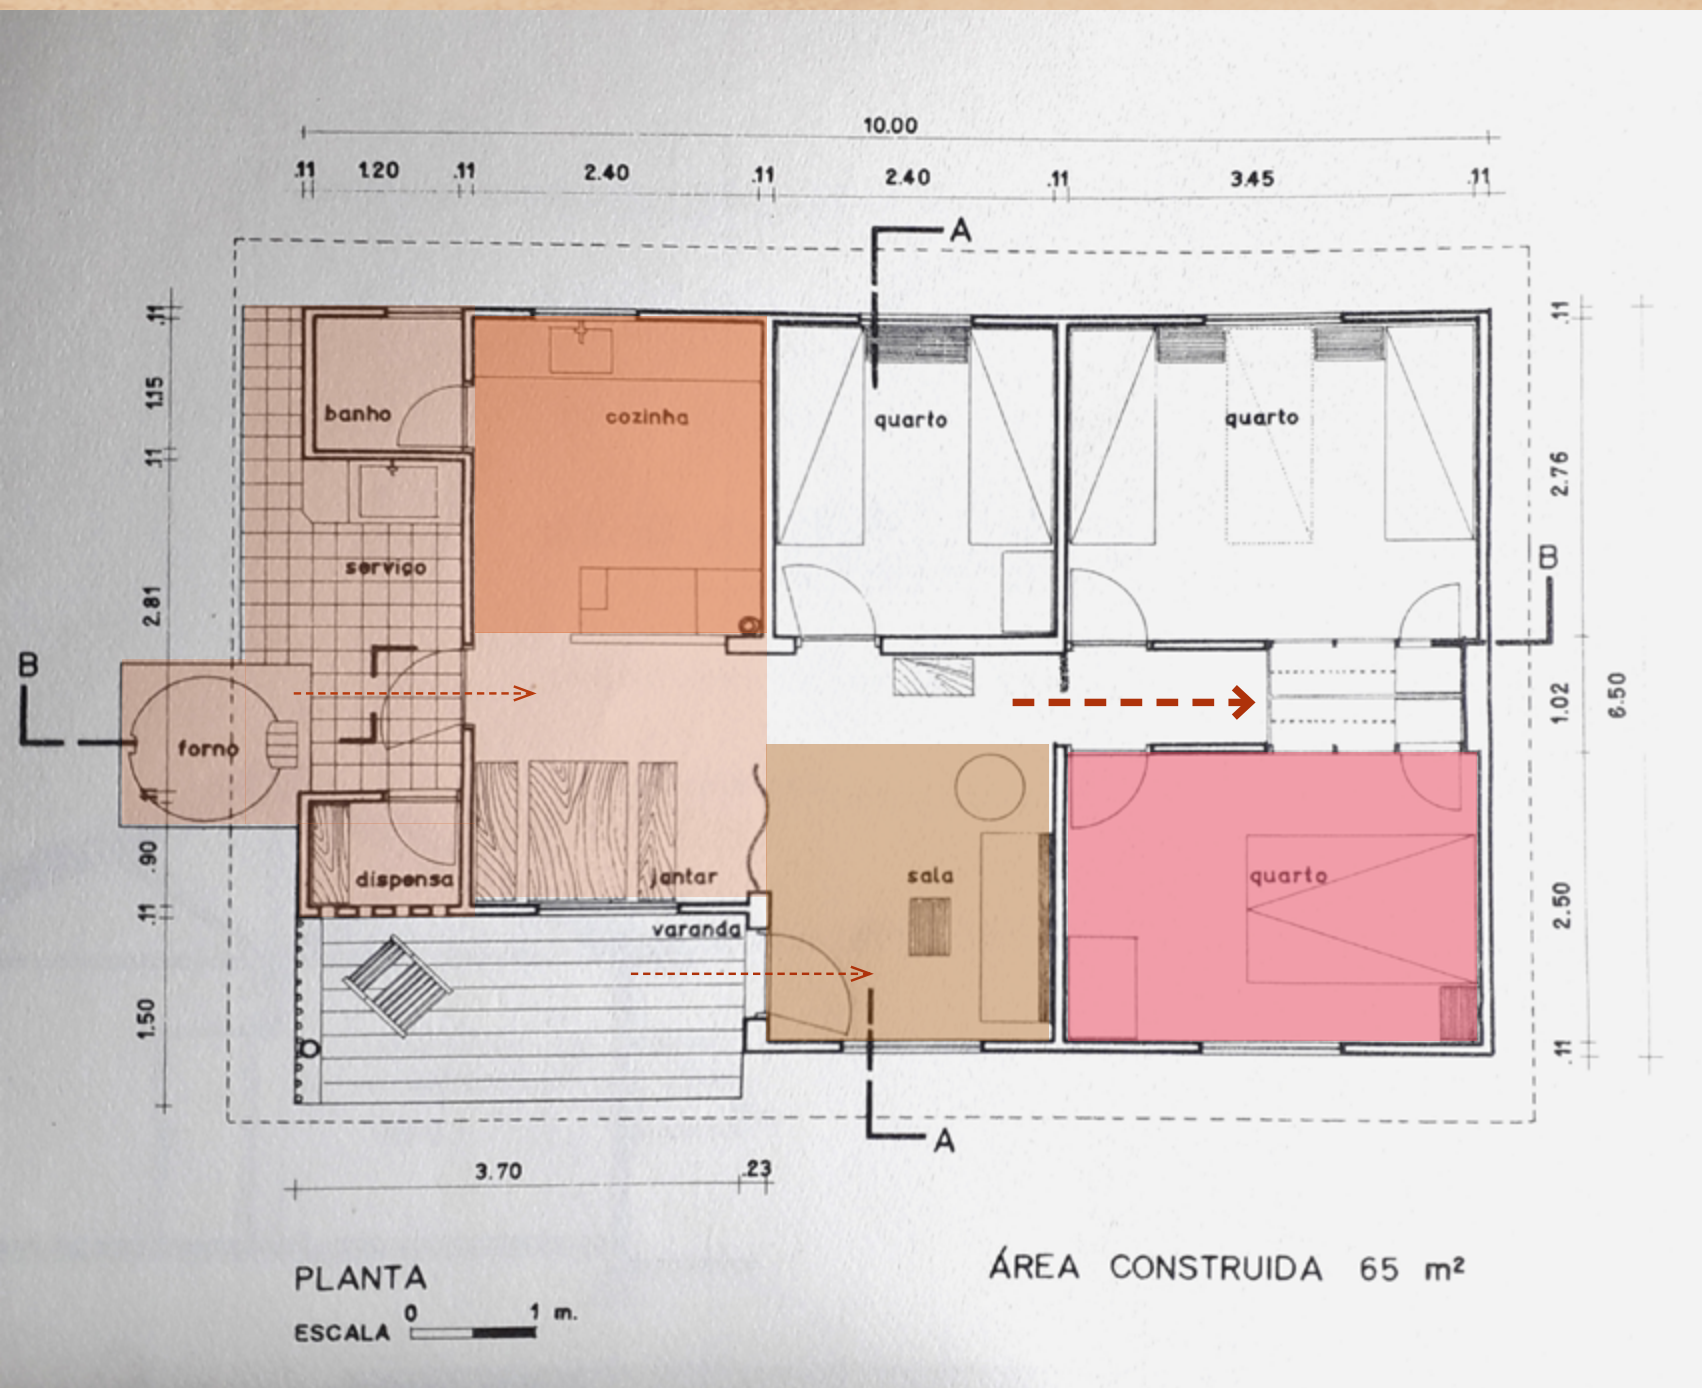 10.00
.11 1.20 .11 2.40 .11 2.40 .11 3.45 .11
A
.11
1.15
.11
2.81
.11
.90
.11
1.50
banho
cozinha
quarto
quarto
serviço
forno
dispensa
jantar
sala
quarto
varanda
B
B
.11
2.76
1.02
6.50
2.50
.11
A
3.70 .23
PLANTA
ESCALA 0 1 m.
ÁREA CONSTRUIDA 65 m²